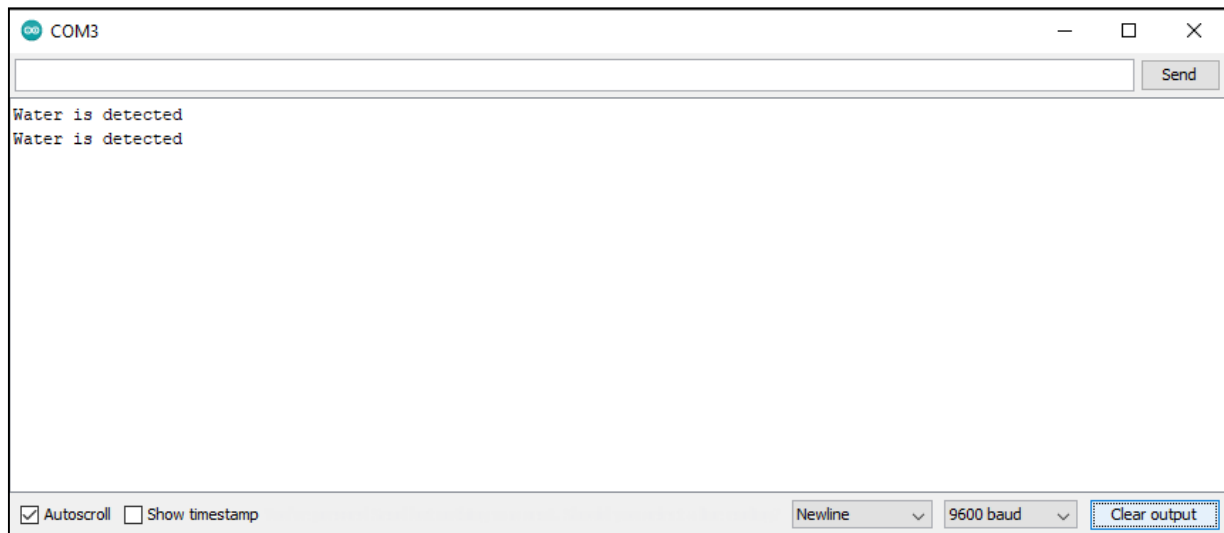 COM3
Send
Water is detected
Water is detected
Autoscroll Show timestamp Newline 9600 baud Clear output